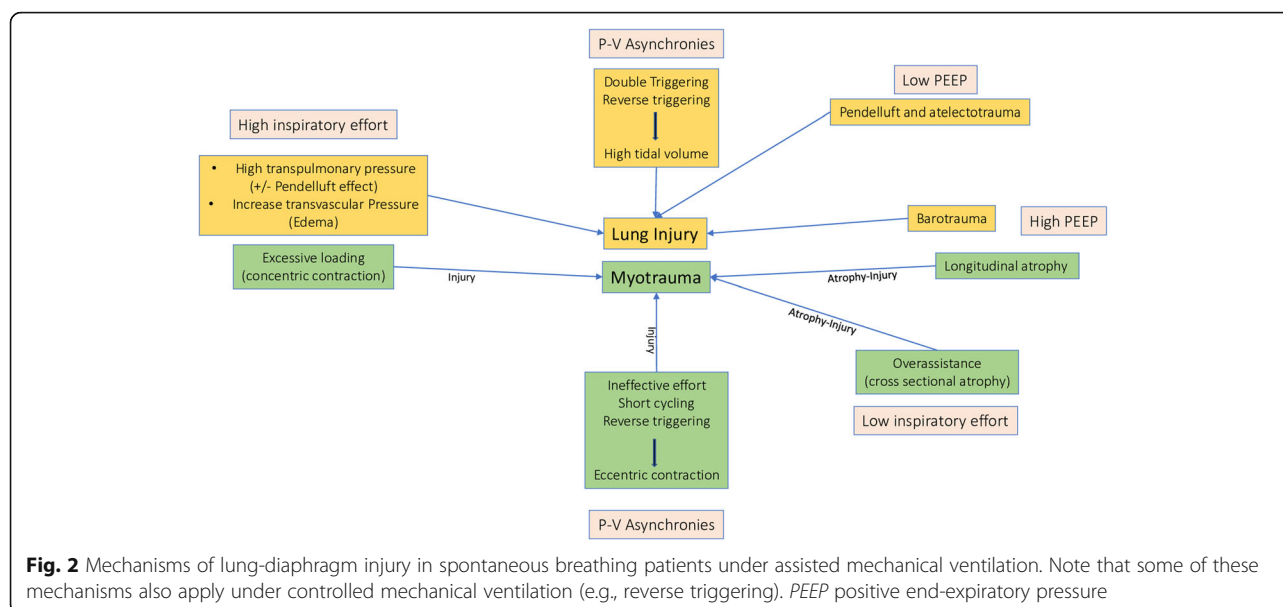 P-V Asynchronies
Double Triggering
Reverse triggering
High tidal volume
Low PEEP
Pendelluft and atelectotrauma
High inspiratory effort
• High transpulmonary pressure
(+/- Pendelluft effect)
• Increase transvascular Pressure
(Edema)
Lung Injury
Barotrauma
High PEEP
Excessive loading
(concentric contraction)
Injury
Myotrauma
Atrophy-Injury
Longitudinal atrophy
Atrophy-Injury
Overassistance
(cross sectional atrophy)
Low inspiratory effort
Injury
Ineffective effort
Short cycling
Reverse triggering
Eccentric contraction
P-V Asynchronies
Fig. 2 Mechanisms of lung-diaphragm injury in spontaneous breathing patients under assisted mechanical ventilation. Note that some of these
mechanisms also apply under controlled mechanical ventilation (e.g., reverse triggering). PEEP positive end-expiratory pressure